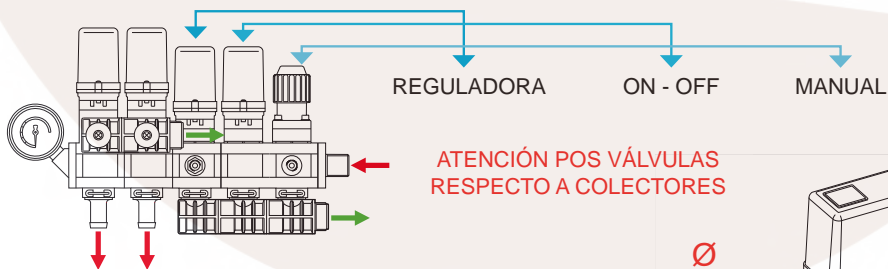 REGULADORA ON - OFF MANUAL
ATENCIÓN POS VÁLVULAS
RESPECTO A COLECTORES
Ø